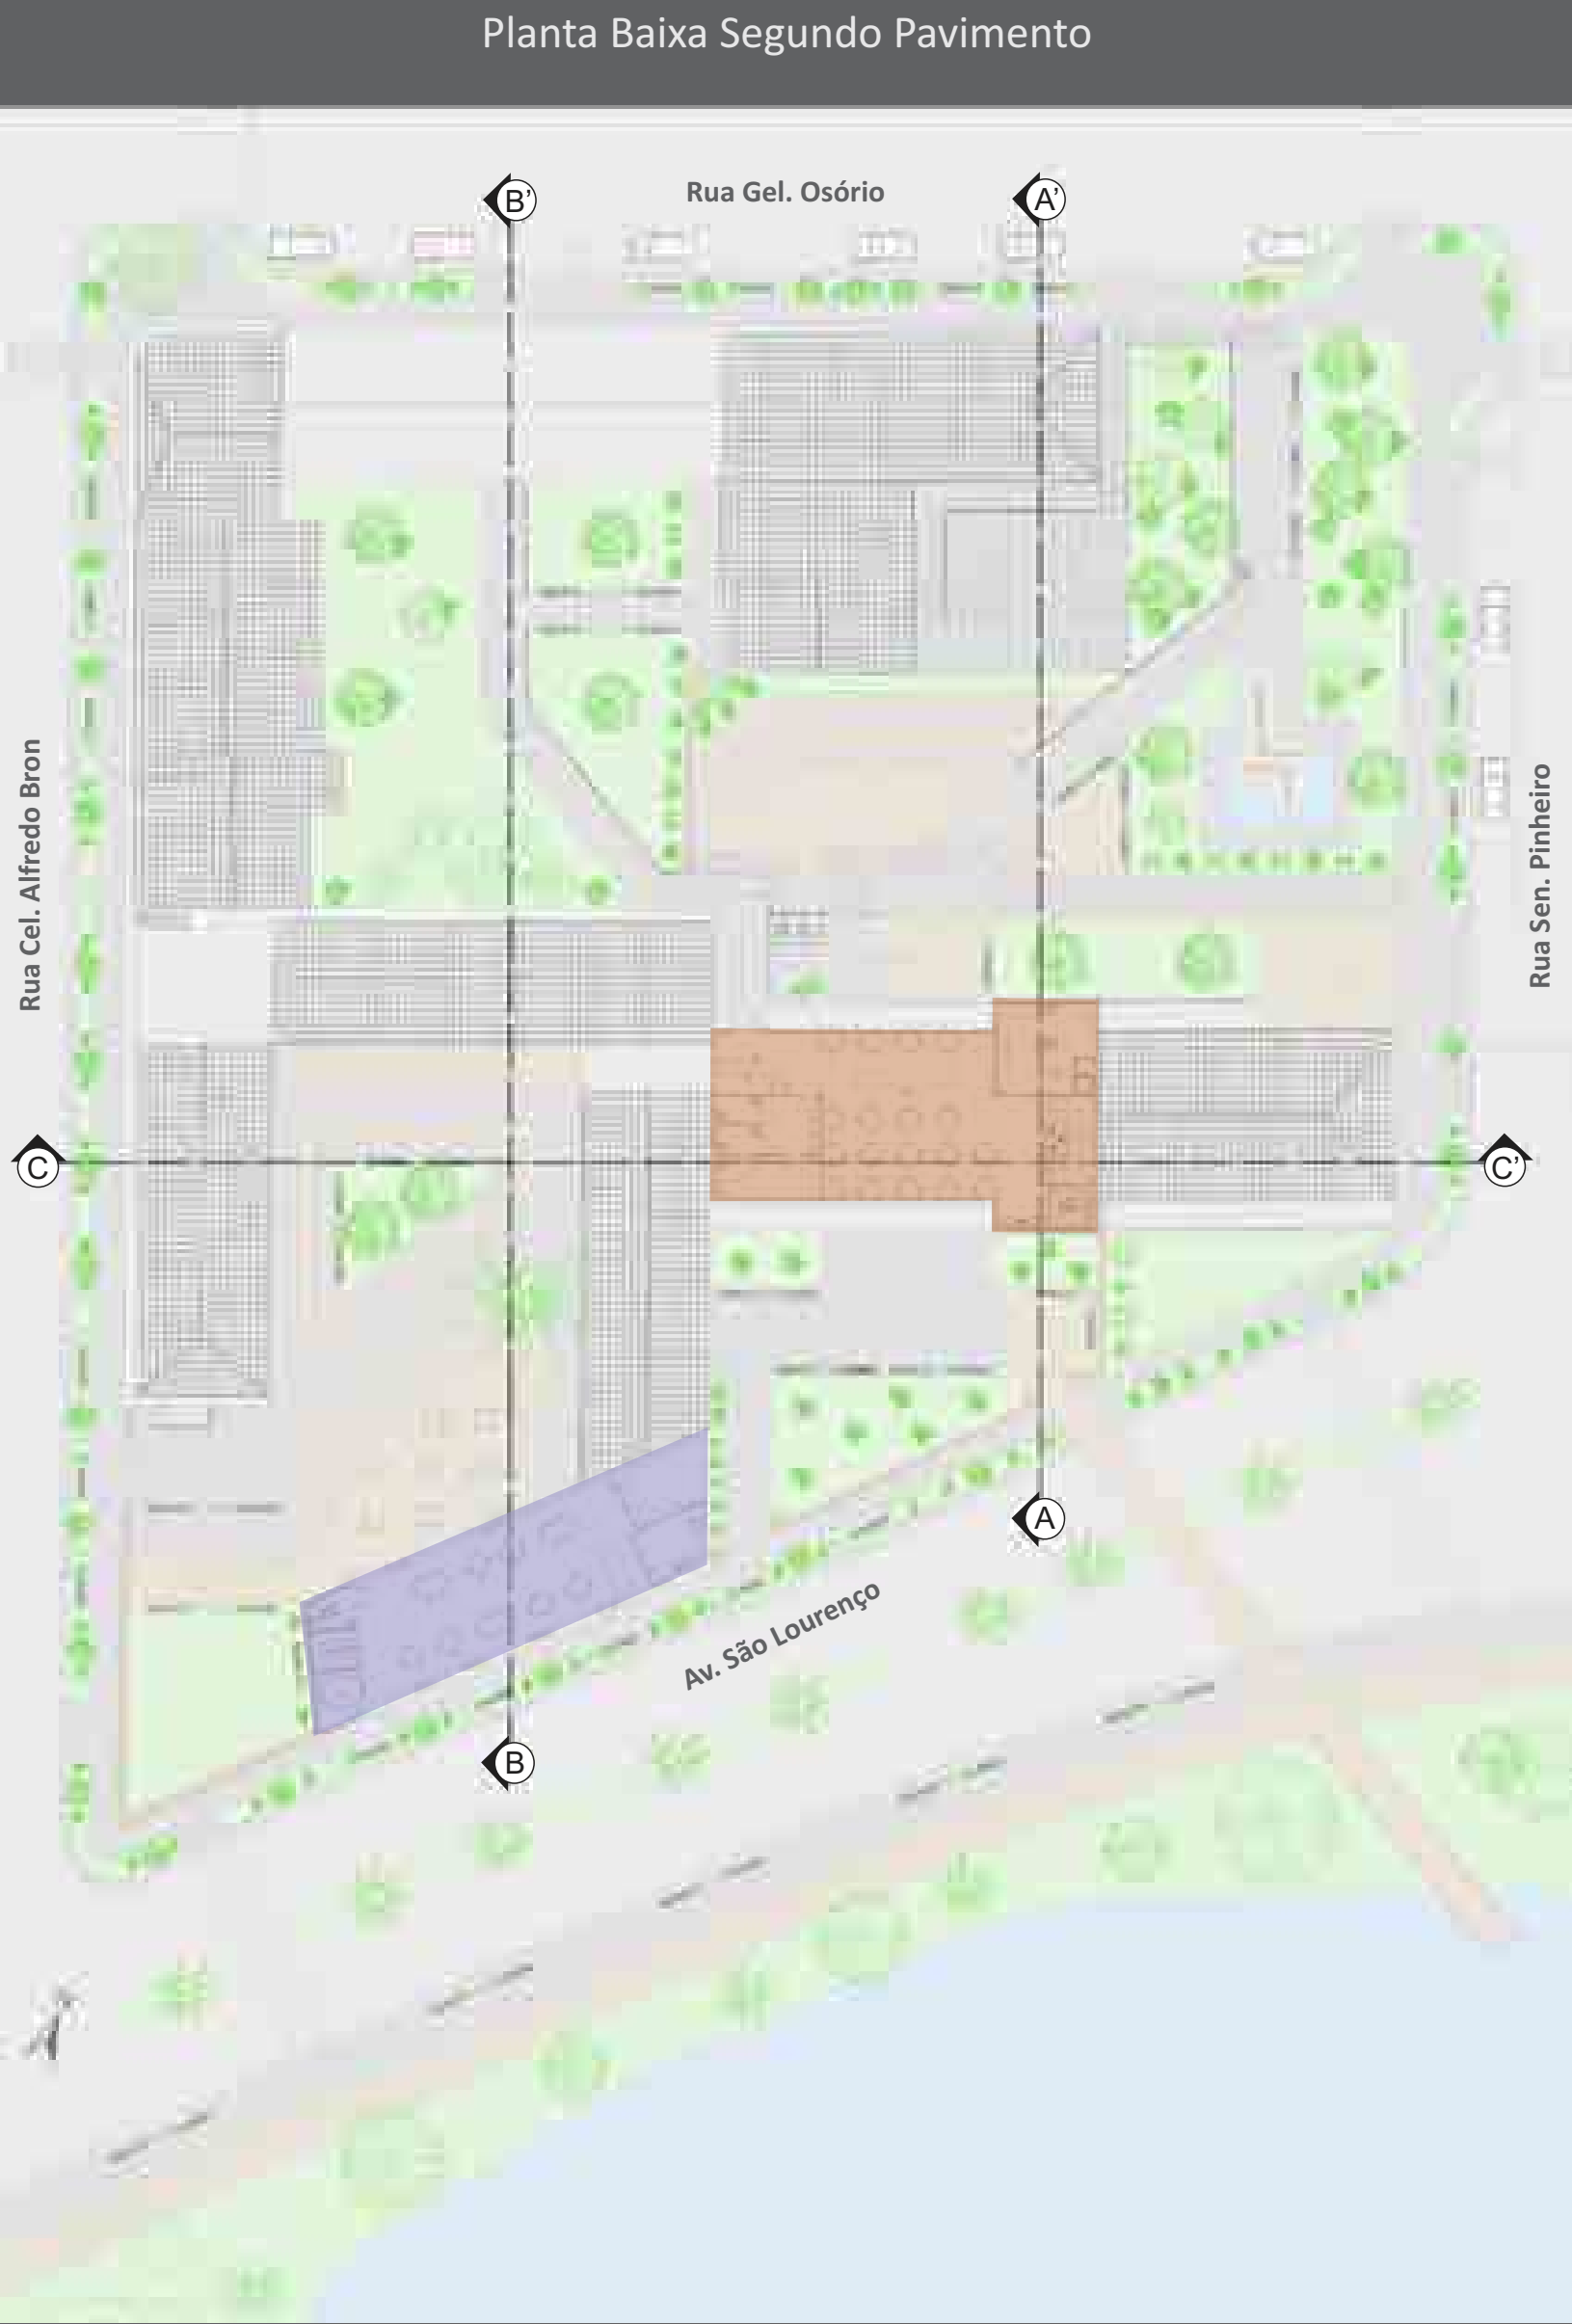 Planta Baixa Segundo Pavimento
Rua Gel. Osório
B’
A’
Rua Cel. Alfredo Bron
Rua Sen. Pinheiro
C
C’
A
Av. São Lourenço
B